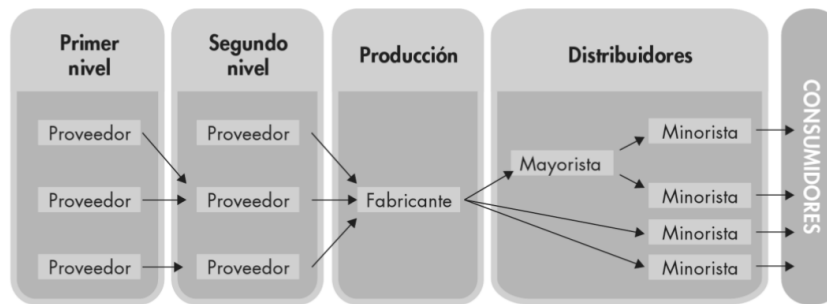 Primer
nivel
Segundo
nivel
Producción
Distribuidores
CONSUMIDORES
Proveedor
Proveedor
Minorista
Mayorista
Proveedor
Proveedor
Fabricante
Minorista
Minorista
Proveedor
Proveedor
Minorista